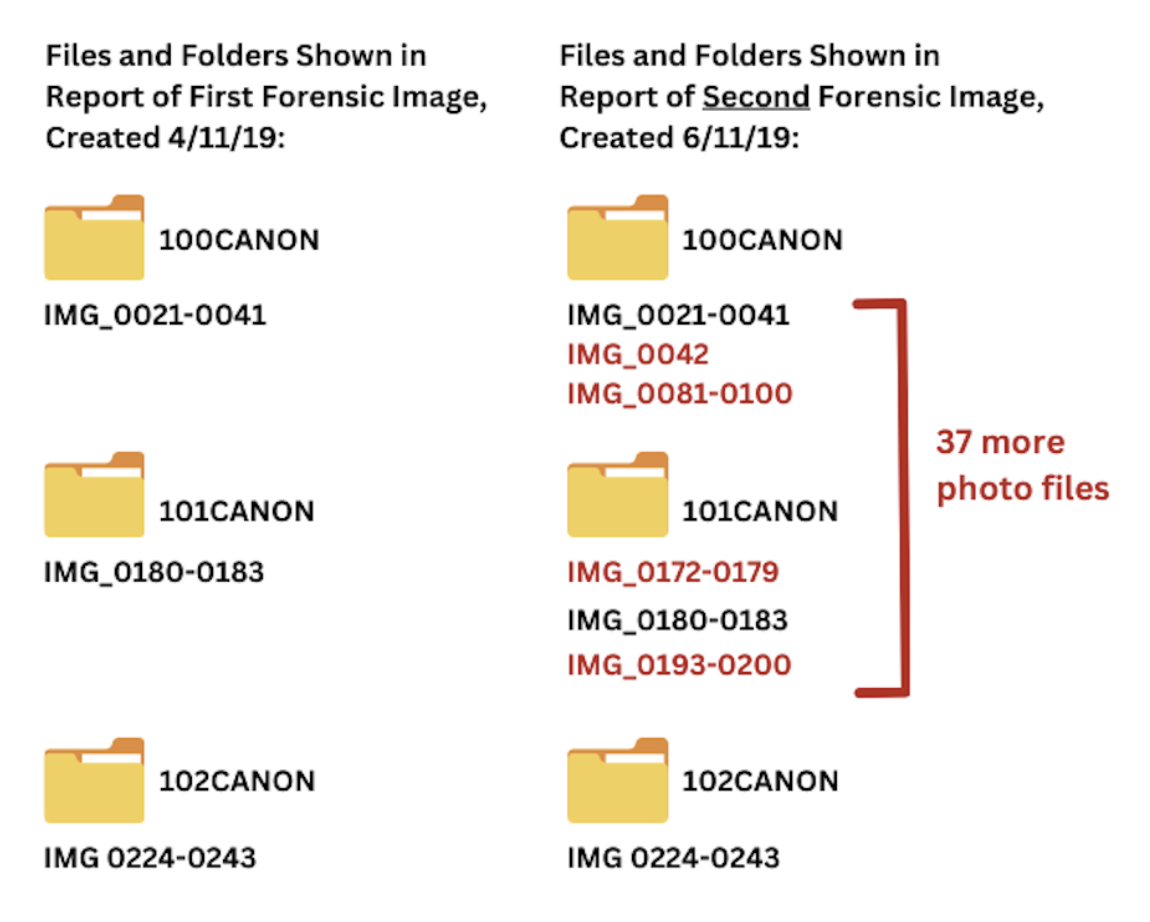 Files and Folders Shown in
Report of First Forensic Image,
Created 4/11/19:
100CANON
IMG_0021-0041
101CANON
IMG_0180-0183
102CANON
IMG 0224-0243
Files and Folders Shown in
Report of Second Forensic Image,
Created 6/11/19:
100CANON
IMG_0021-0041
IMG_0042
IMG_0081-0100
101CANON
IMG_0172-0179
IMG_0180-0183
IMG_0193-0200
102CANON
IMG 0224-0243
37 more
photo files